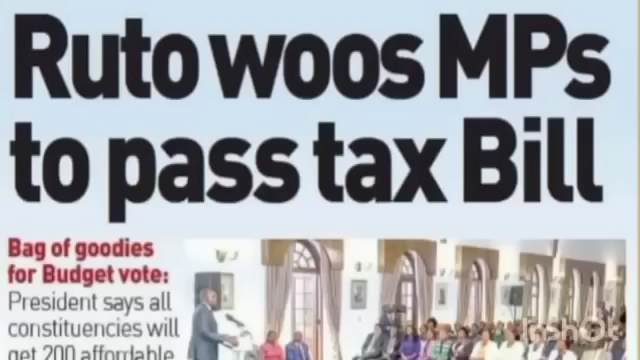 Ruto woos MPs
to pass tax Bill
Bag of goodies
for Budget vote:
President says all
constituencies will
get 200 affordable
InShOt